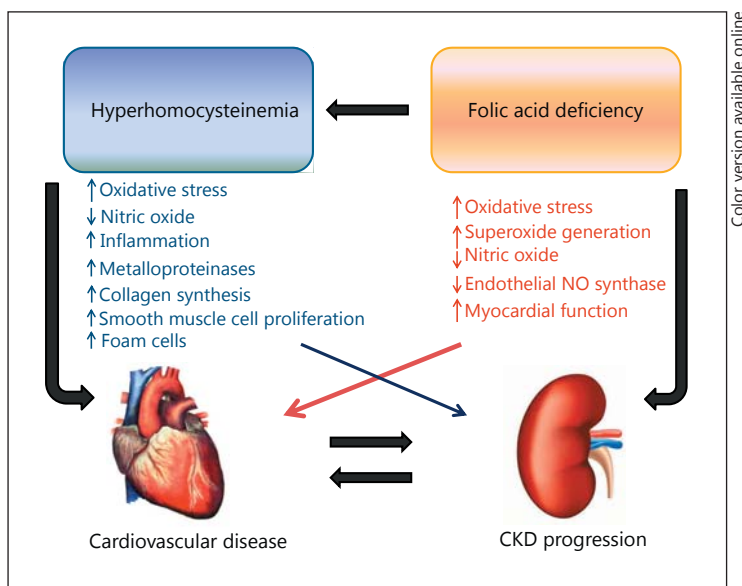 Hyperhomocysteinemia
Folic acid deficiency
↑ Oxidative stress
↓ Nitric oxide
↑ Inflammation
↑ Metalloproteinases
↑ Collagen synthesis
↑ Smooth muscle cell proliferation
↑ Foam cells
↑ Oxidative stress
↑ Superoxide generation
↓ Nitric oxide
↓ Endothelial NO synthase
↑ Myocardial function
Cardiovascular disease
CKD progression
Color version available online